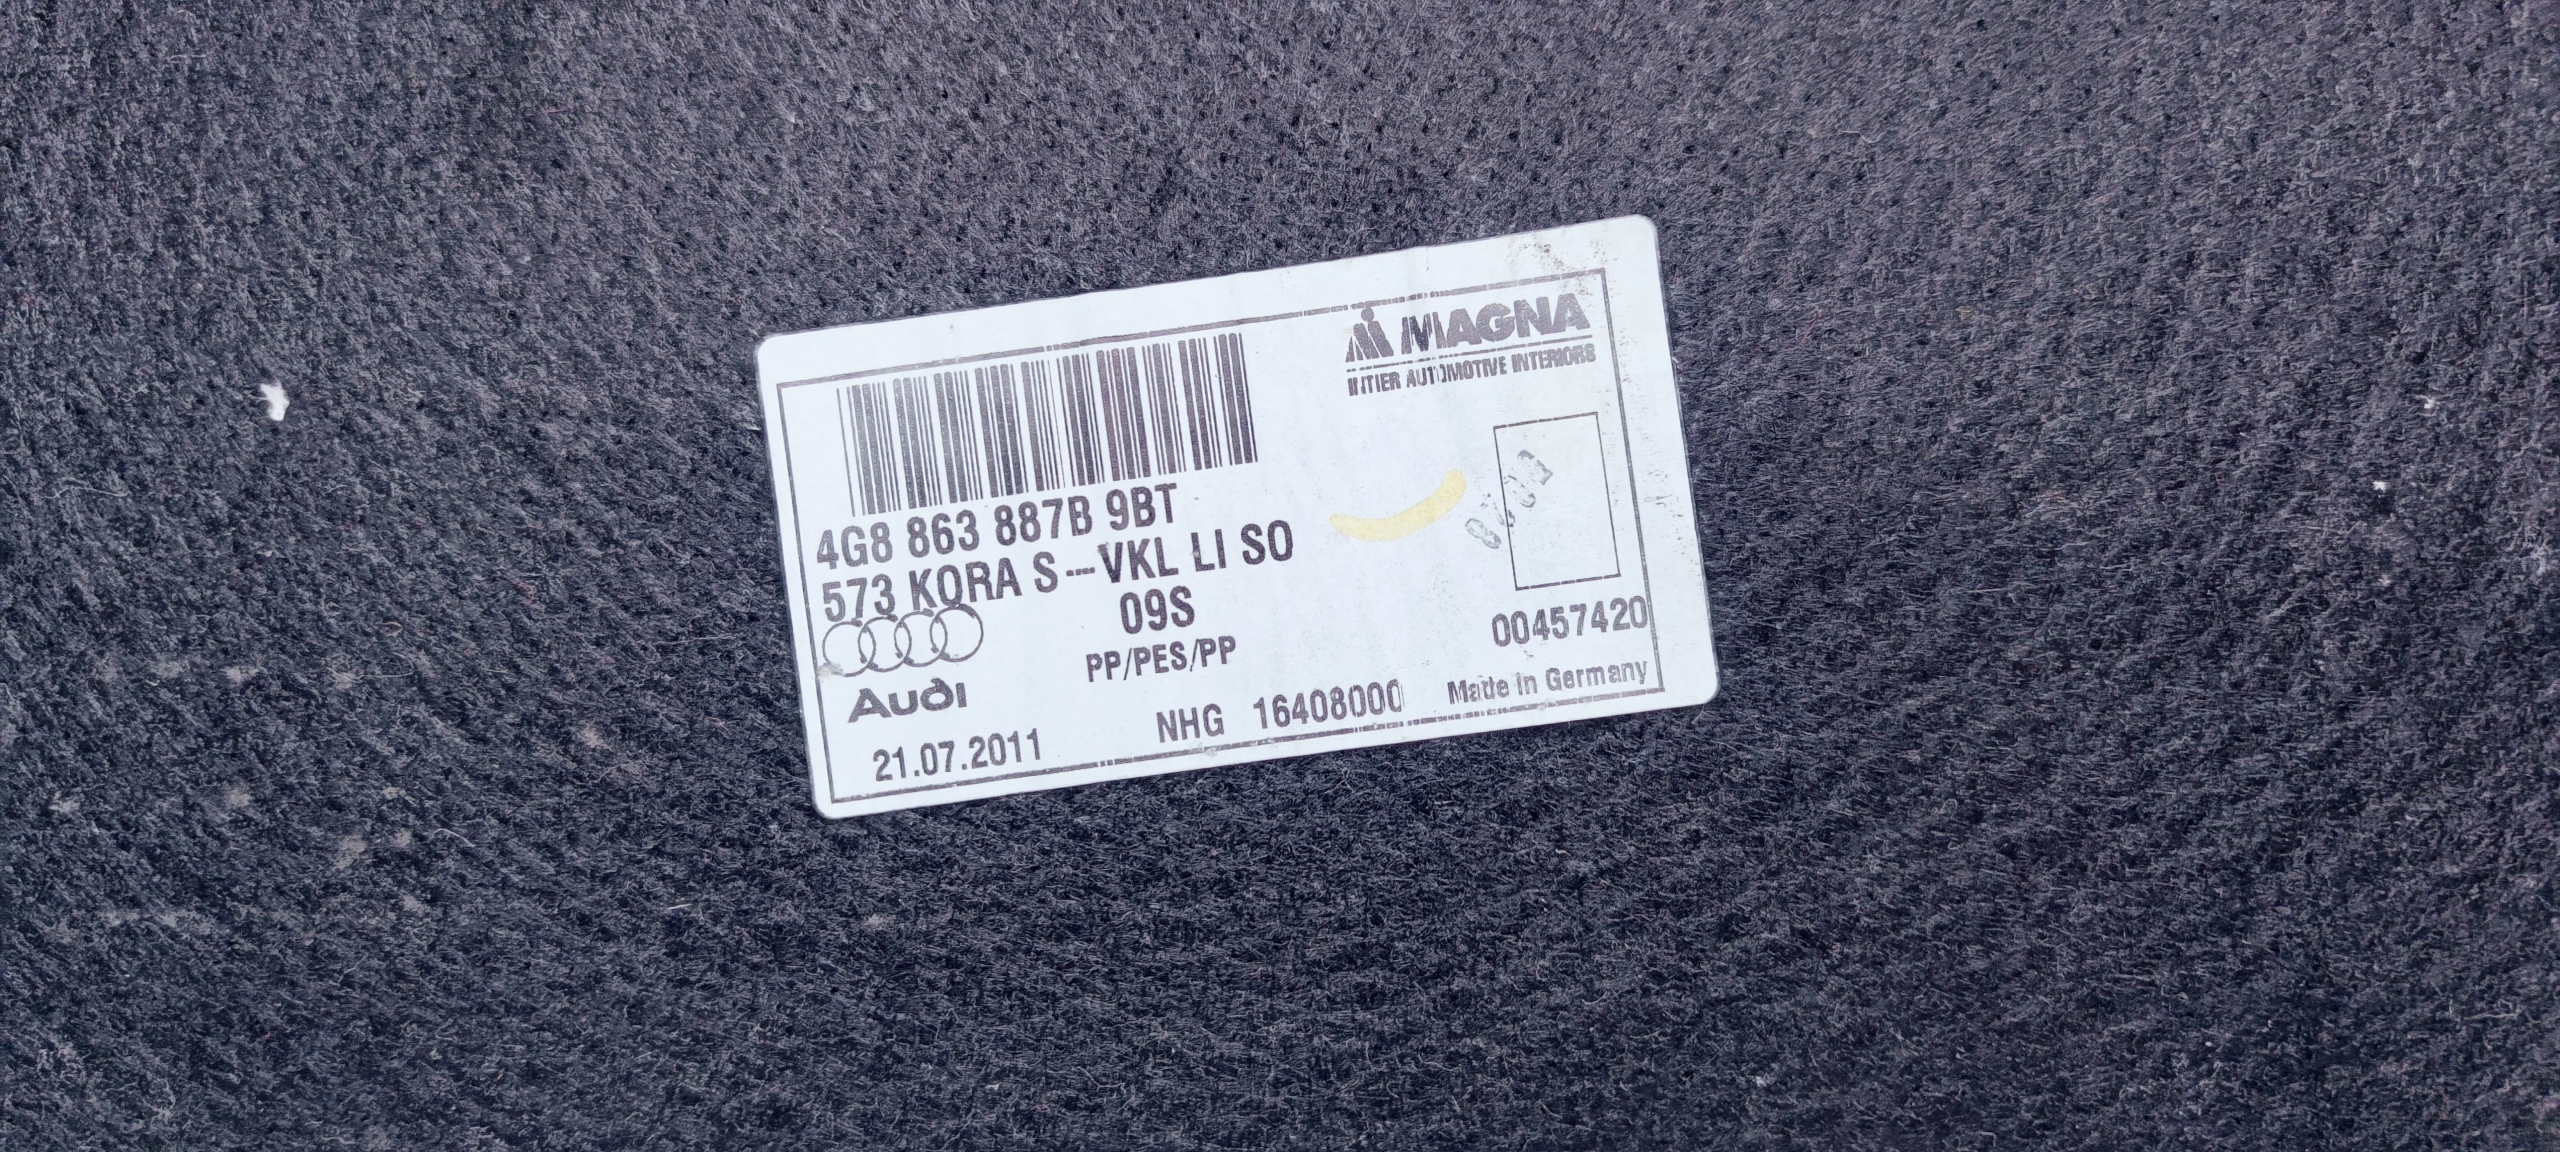 MAGNA
INTIER AUTOMOTIVE INTERIORS
4G8 863 887B 9BT
573 KORA S---VKL LI SO
09S
PP/PES/PP
00457420
Audi
21.07.2011
NHG 16408000
Made in Germany